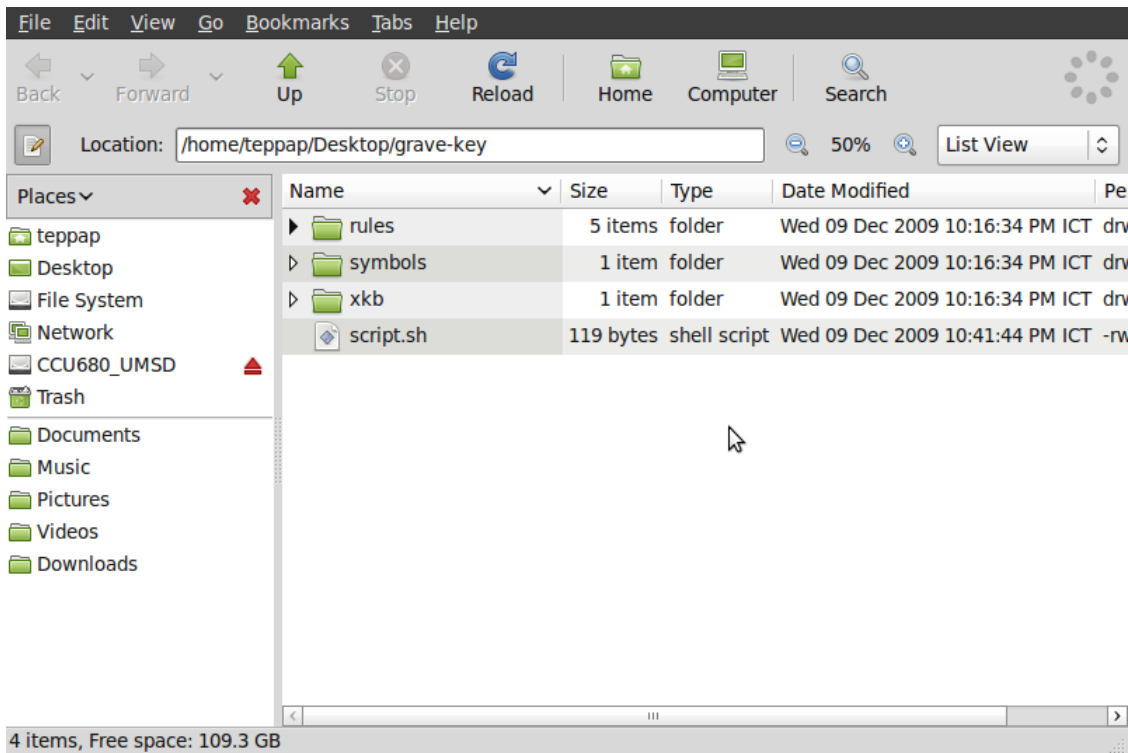 File Edit View Go Bookmarks Tabs Help
Back Forward Up Stop Reload Home Computer Search
Location: /home/teppap/Desktop/grave-key 50% List View
Places Name Size Type Date Modified Pe
teppap rules 5 items folder Wed 09 Dec 2009 10:16:34 PM ICT drw
Desktop symbols 1 item folder Wed 09 Dec 2009 10:16:34 PM ICT drw
File System xkb 1 item folder Wed 09 Dec 2009 10:16:34 PM ICT drw
Network script.sh 119 bytes shell script Wed 09 Dec 2009 10:41:44 PM ICT -rw
CCU680_UMSD
Trash
Documents
Music
Pictures
Videos
Downloads
4 items, Free space: 109.3 GB